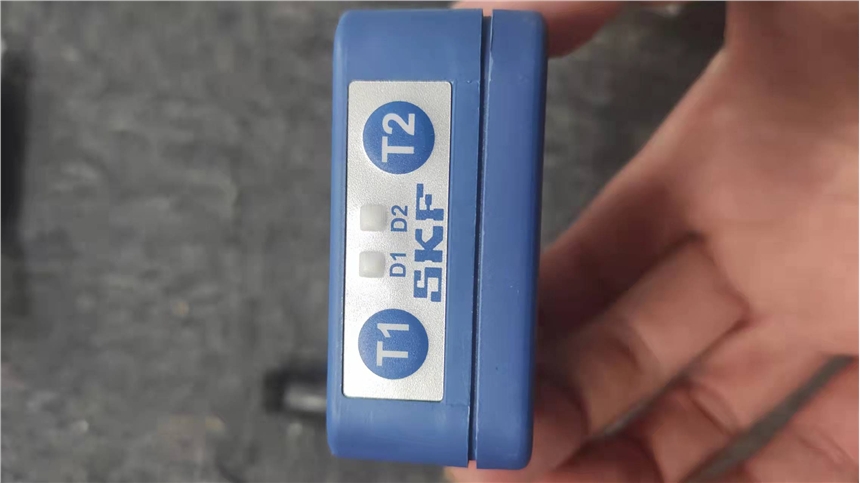 T1 D1 D2 T2
SKF